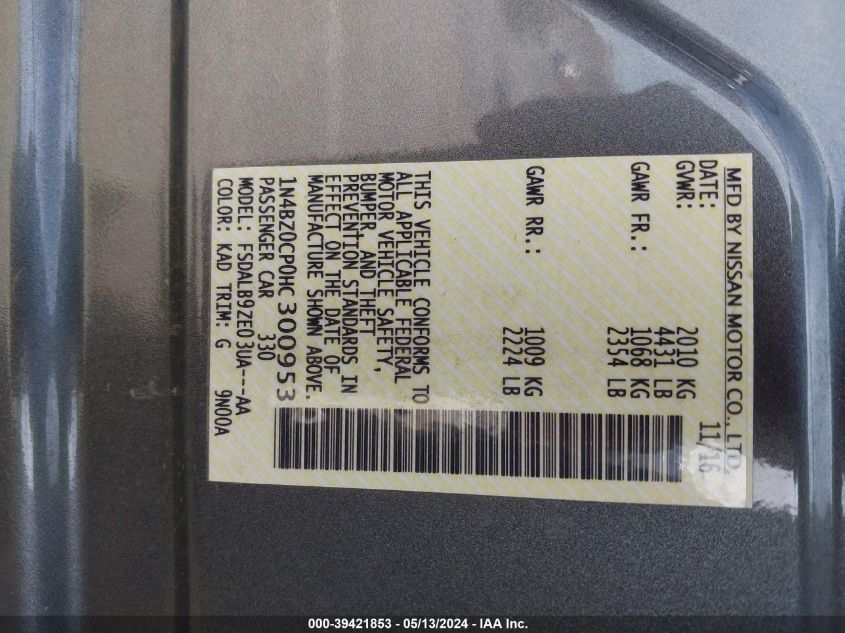 MFD BY NISSAN MOTOR CO., LTD.
DATE: 11/16
GVWR: 2010 KG
4431 LB
GAWR FR.: 1068 KG
2354 LB
GAWR RR.: 1009 KG
2224 LB
THIS VEHICLE CONFORMS TO
ALL APPLICABLE FEDERAL
MOTOR VEHICLE SAFETY,
BUMPER, AND THEFT
PREVENTION STANDARDS IN
EFFECT ON THE DATE OF
MANUFACTURE SHOWN ABOVE.
1N4BZ0CP0HC300953
PASSENGER CAR 330
MODEL: FSDALB9ZE03UA---AA
COLOR: KAD TRIM: G 9N00A
000-39421853 - 05/13/2024 - IAA Inc.